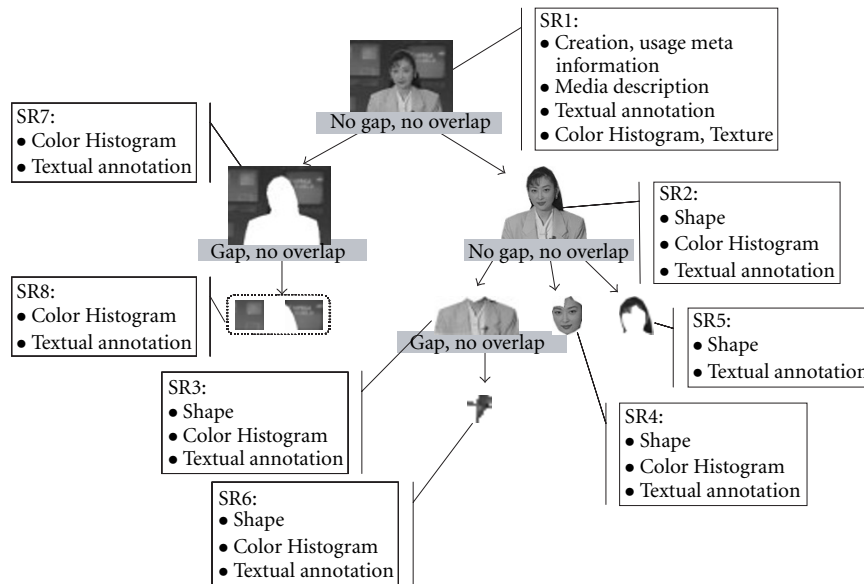 SR1:
• Creation, usage meta
information
• Media description
• Textual annotation
• Color Histogram, Texture
No gap, no overlap
SR7:
• Color Histogram
• Textual annotation
SR2:
• Shape
• Color Histogram
• Textual annotation
Gap, no overlap
No gap, no overlap
SR8:
• Color Histogram
• Textual annotation
SR5:
• Shape
• Textual annotation
Gap, no overlap
SR3:
• Shape
• Color Histogram
• Textual annotation
SR4:
• Shape
• Color Histogram
• Textual annotation
SR6:
• Shape
• Color Histogram
• Textual annotation